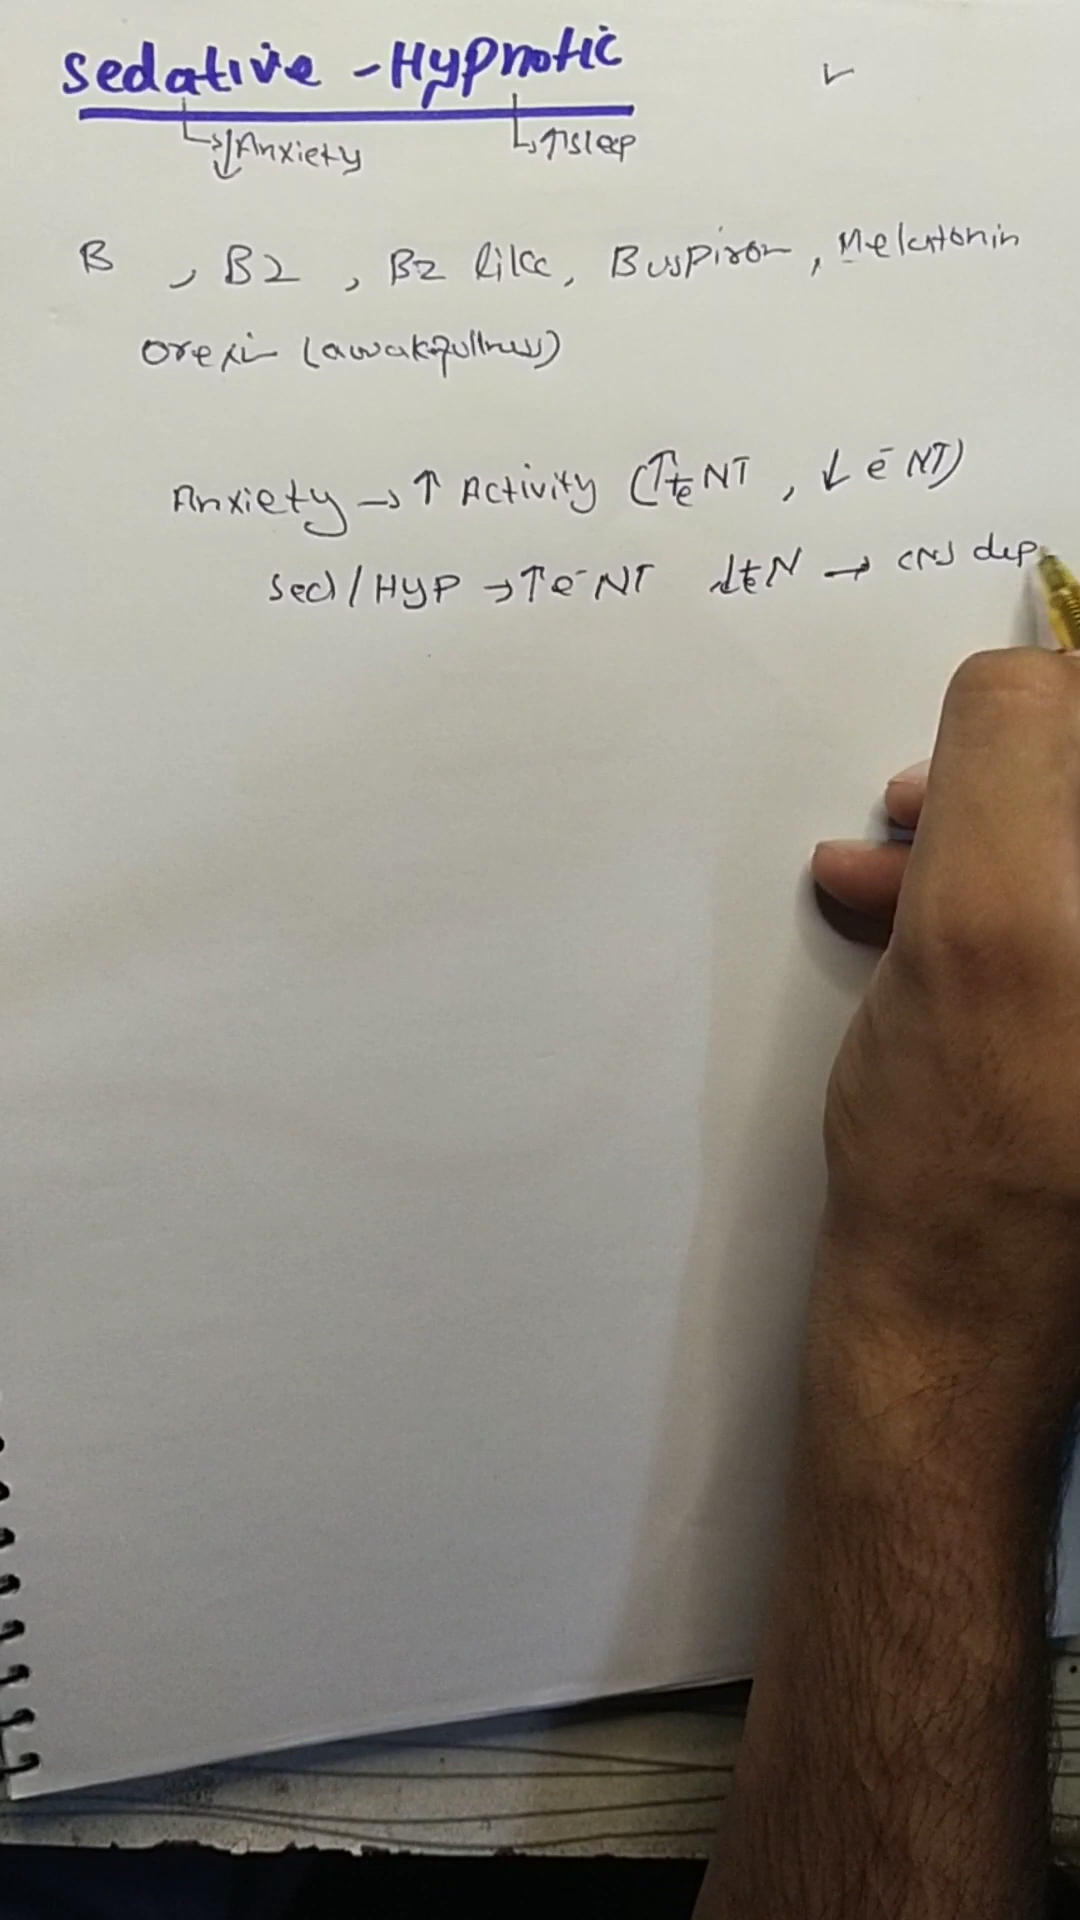 Sedative - Hypnotic
↳ ↓Anxiety ↳ ↑Sleep
B , BZ , BZ like, Buspiron, Melatonin
Orexin (awakefullness)
Anxiety → ↑ Activity (↑ NT , ↓ ē NT)
Sed/HYP → ↑ e- NT → CNS dep